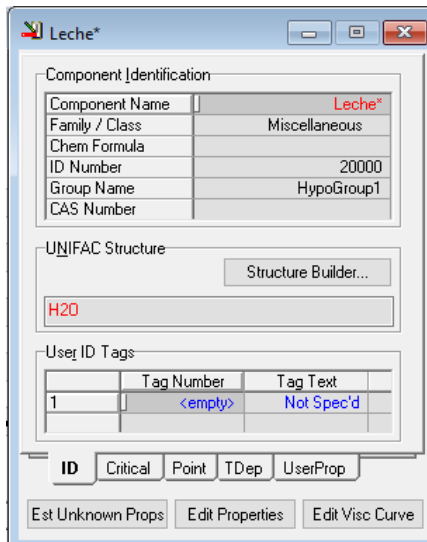 Leche*
Component Identification
Component Name Leche*
Family / Class Miscellaneous
Chem Formula
ID Number 20000
Group Name HypoGroup1
CAS Number
UNIFAC Structure
Structure Builder...
H2O
User ID Tags
Tag Number Tag Text
1 <empty> Not Spec'd
ID Critical Point TDep UserProp
Est Unknown Props Edit Properties Edit Visc Curve